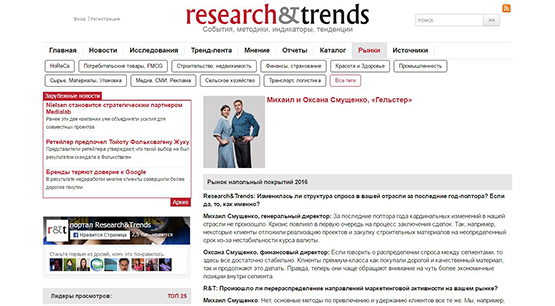 Вход | Регистрация
research&trends
События, методики, индикаторы, тенденции
поиск
>>
Главная Новости Исследования Тренд-лента Мнение Отчеты Каталог Рынки Источники
HoReCa Потребительские товары, FMCG Строительство, недвижимость Финансы, страхование Красота и Здоровье Промышленность
Сырье, Материалы, Упаковка Медиа, СМИ, Реклама Сельское хозяйство Транспорт, логистика Все теги
Зарубежные новости
Nielsen становится стратегическим партнером
Medialab
Ранее эти две компании уже объединяли усилия для
совместных проектов
Ретейлер предпочел Тойоту Фольксвагену Жуку
Представители ретейлера утверждают что такой выбор не был
результатом скандала в Фольксваген
Бренды теряют доверие к Google
В результате недоработок многие клиенты совершили более
дорогие покупки
Архив
r&t
портал Research&Trends
Нравится Страница
Станьте первым из друзей, кому это понравилось.
Лидеры просмотров: ТОП 25
Михаил и Оксана Смущенко, «Гельстер»
Рынок напольный покрытий 2016
Research&Trends: Изменилась ли структура спроса в вашей отрасли за последние год-полтора? Если
да, то, как именно?
Михаил Смущенко, генеральный директор: За последние полтора года кардинальных изменений в нашей
отрасли не произошло. Кризис повлиял в первую очередь на процесс заключения сделок. Так, например,
некоторые клиенты отложили реализацию проектов и закупку строительных материалов на неопределенный
срок из-за нестабильности курса валюты.
Оксана Смущенко, финансовый директор: Если говорить о распределении спроса между сегментами, то
здесь все достаточно стабильно. Клиенты премиум-класса как покупали дорогой и качественный материал,
так и продолжают это делать. Правда, теперь они чаще обращают внимание на чуть более экономичные
позиции внутри сегмента.
R&T: Произошло ли перераспределение направлений маркетинговой активности на вашем рынке?
Михаил Смущенко: Нет, основные методы по привлечению и удержанию клиентов все те же. Мы, например,